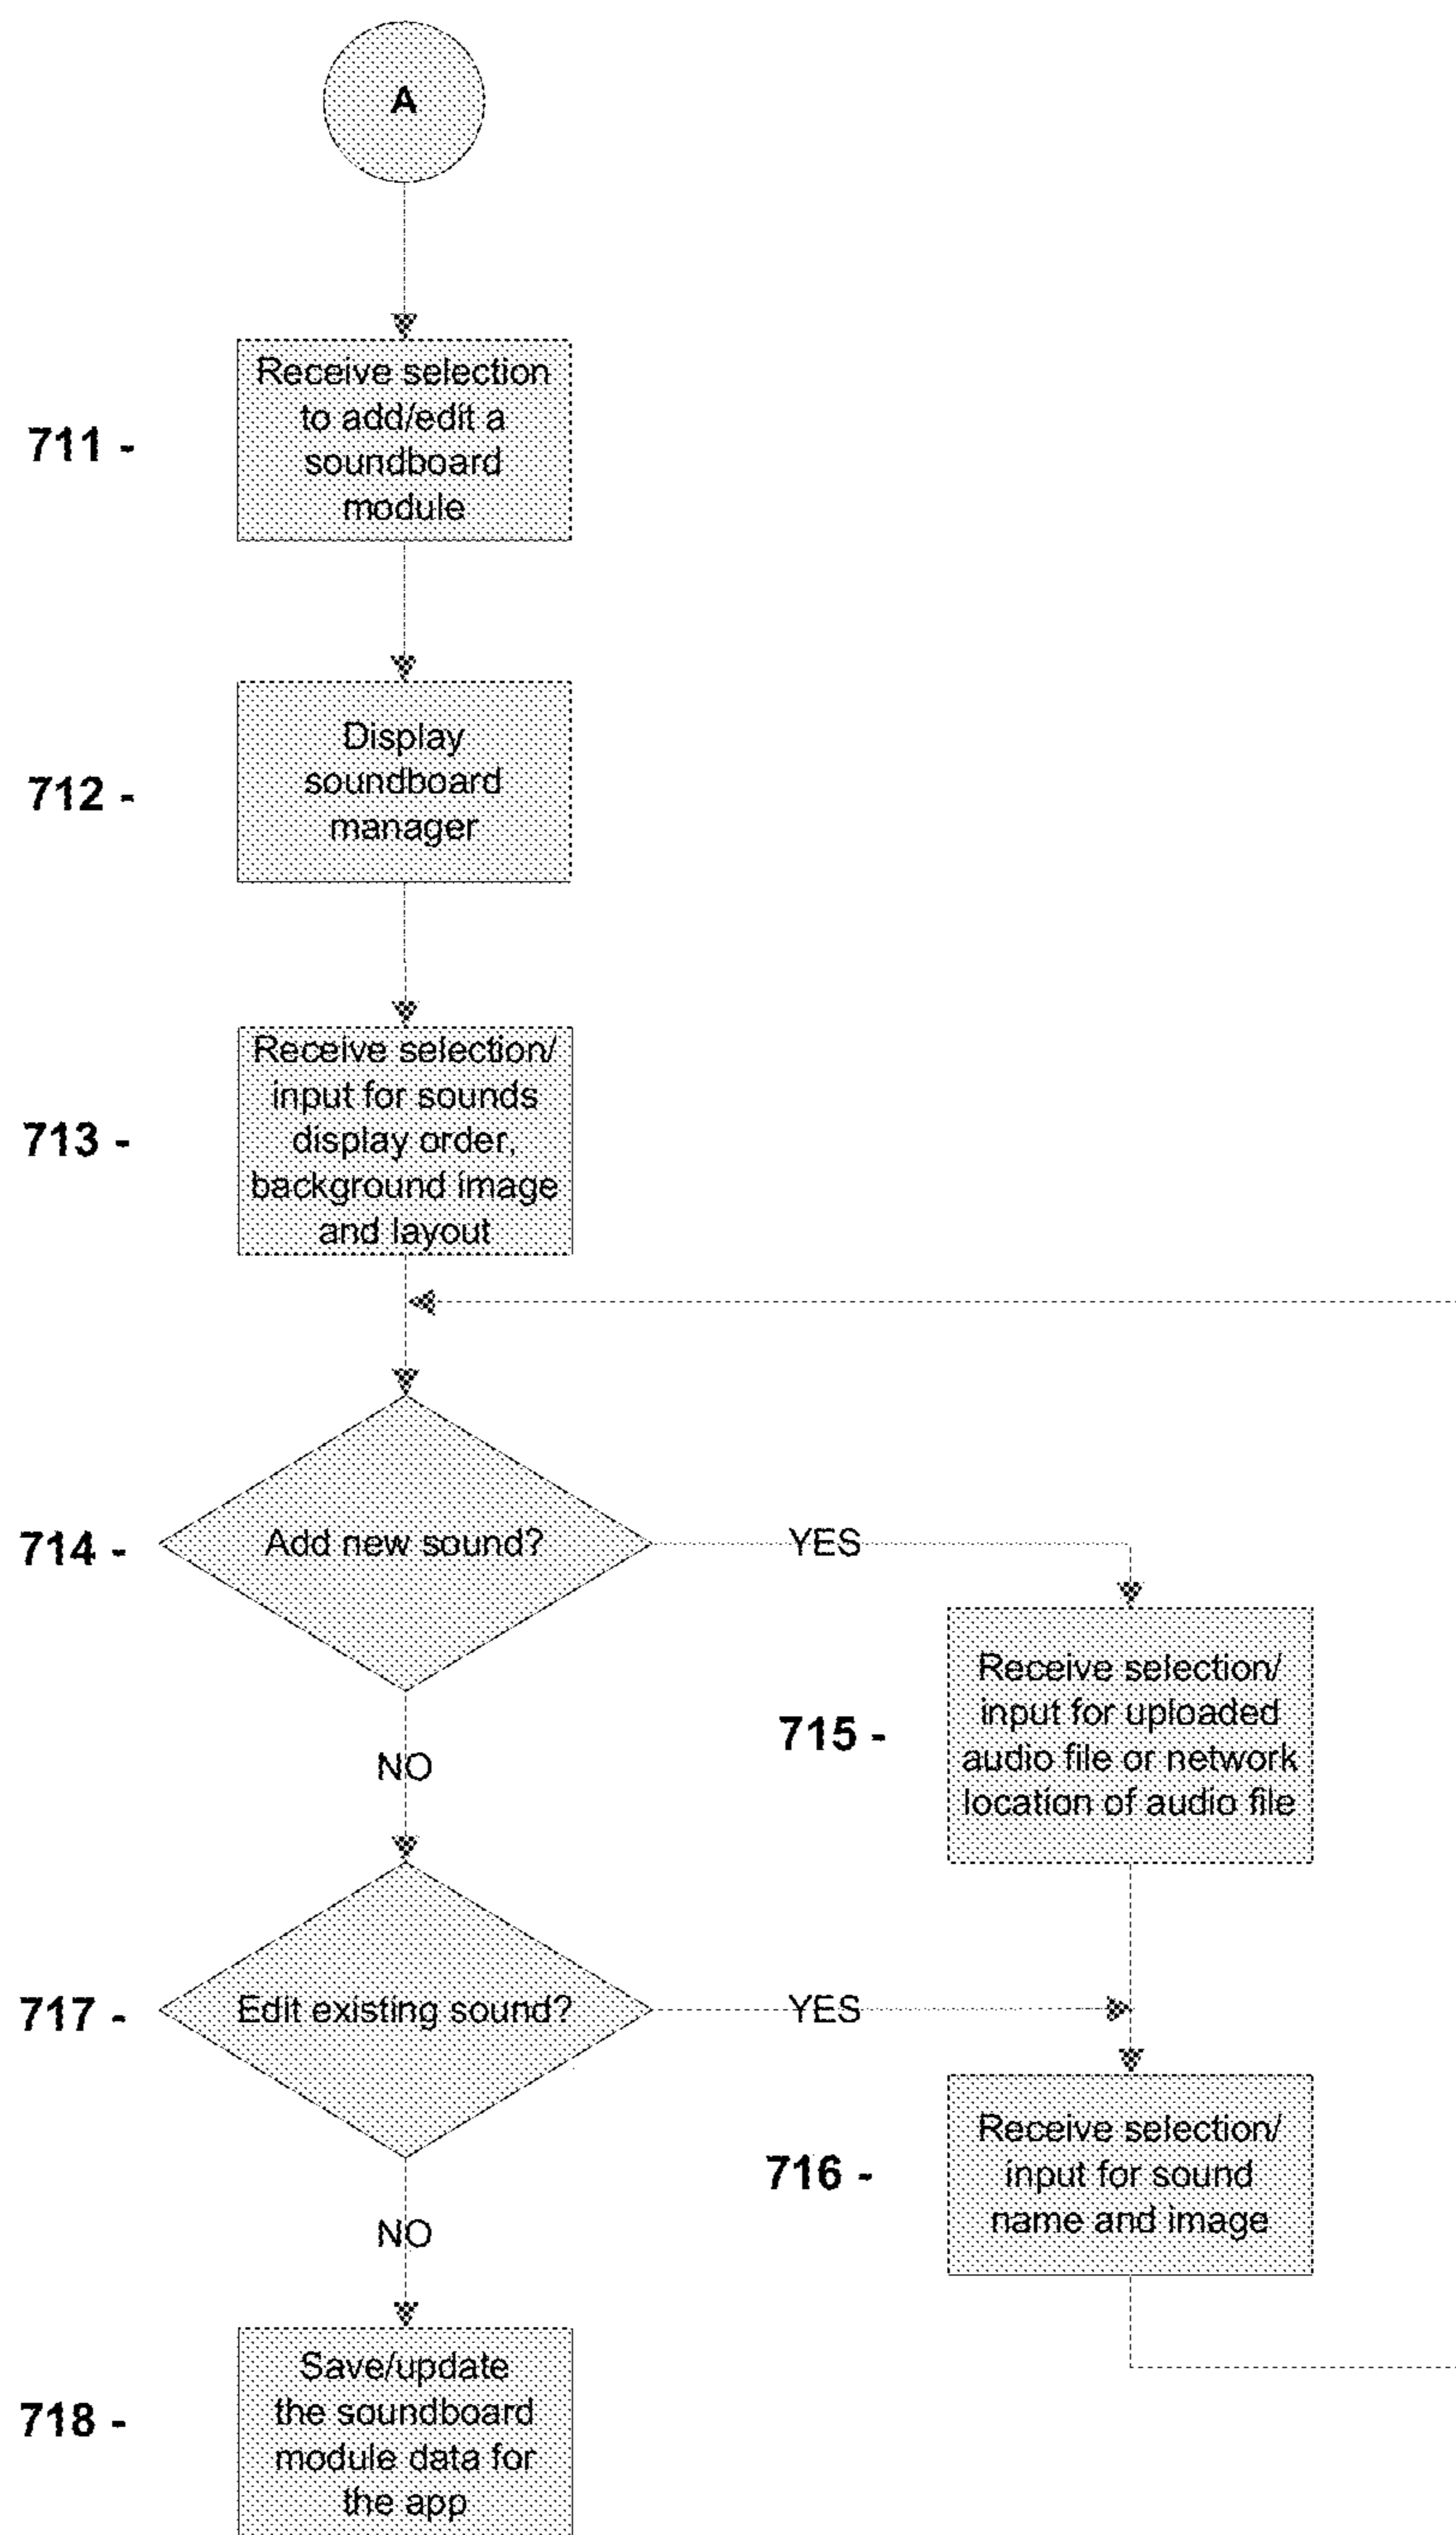 A
711 -
Receive selection
to add/edit a
soundboard
module
712 -
Display
soundboard
manager
713 -
Receive selection/
input for sounds
display order,
background image
and layout
714 -
Add new sound?
YES
NO
715 -
Receive selection/
input for uploaded
audio file or network
location of audio file
717 -
Edit existing sound?
YES
NO
716 -
Receive selection/
input for sound
name and image
718 -
Save/update
the soundboard
module data for
the app